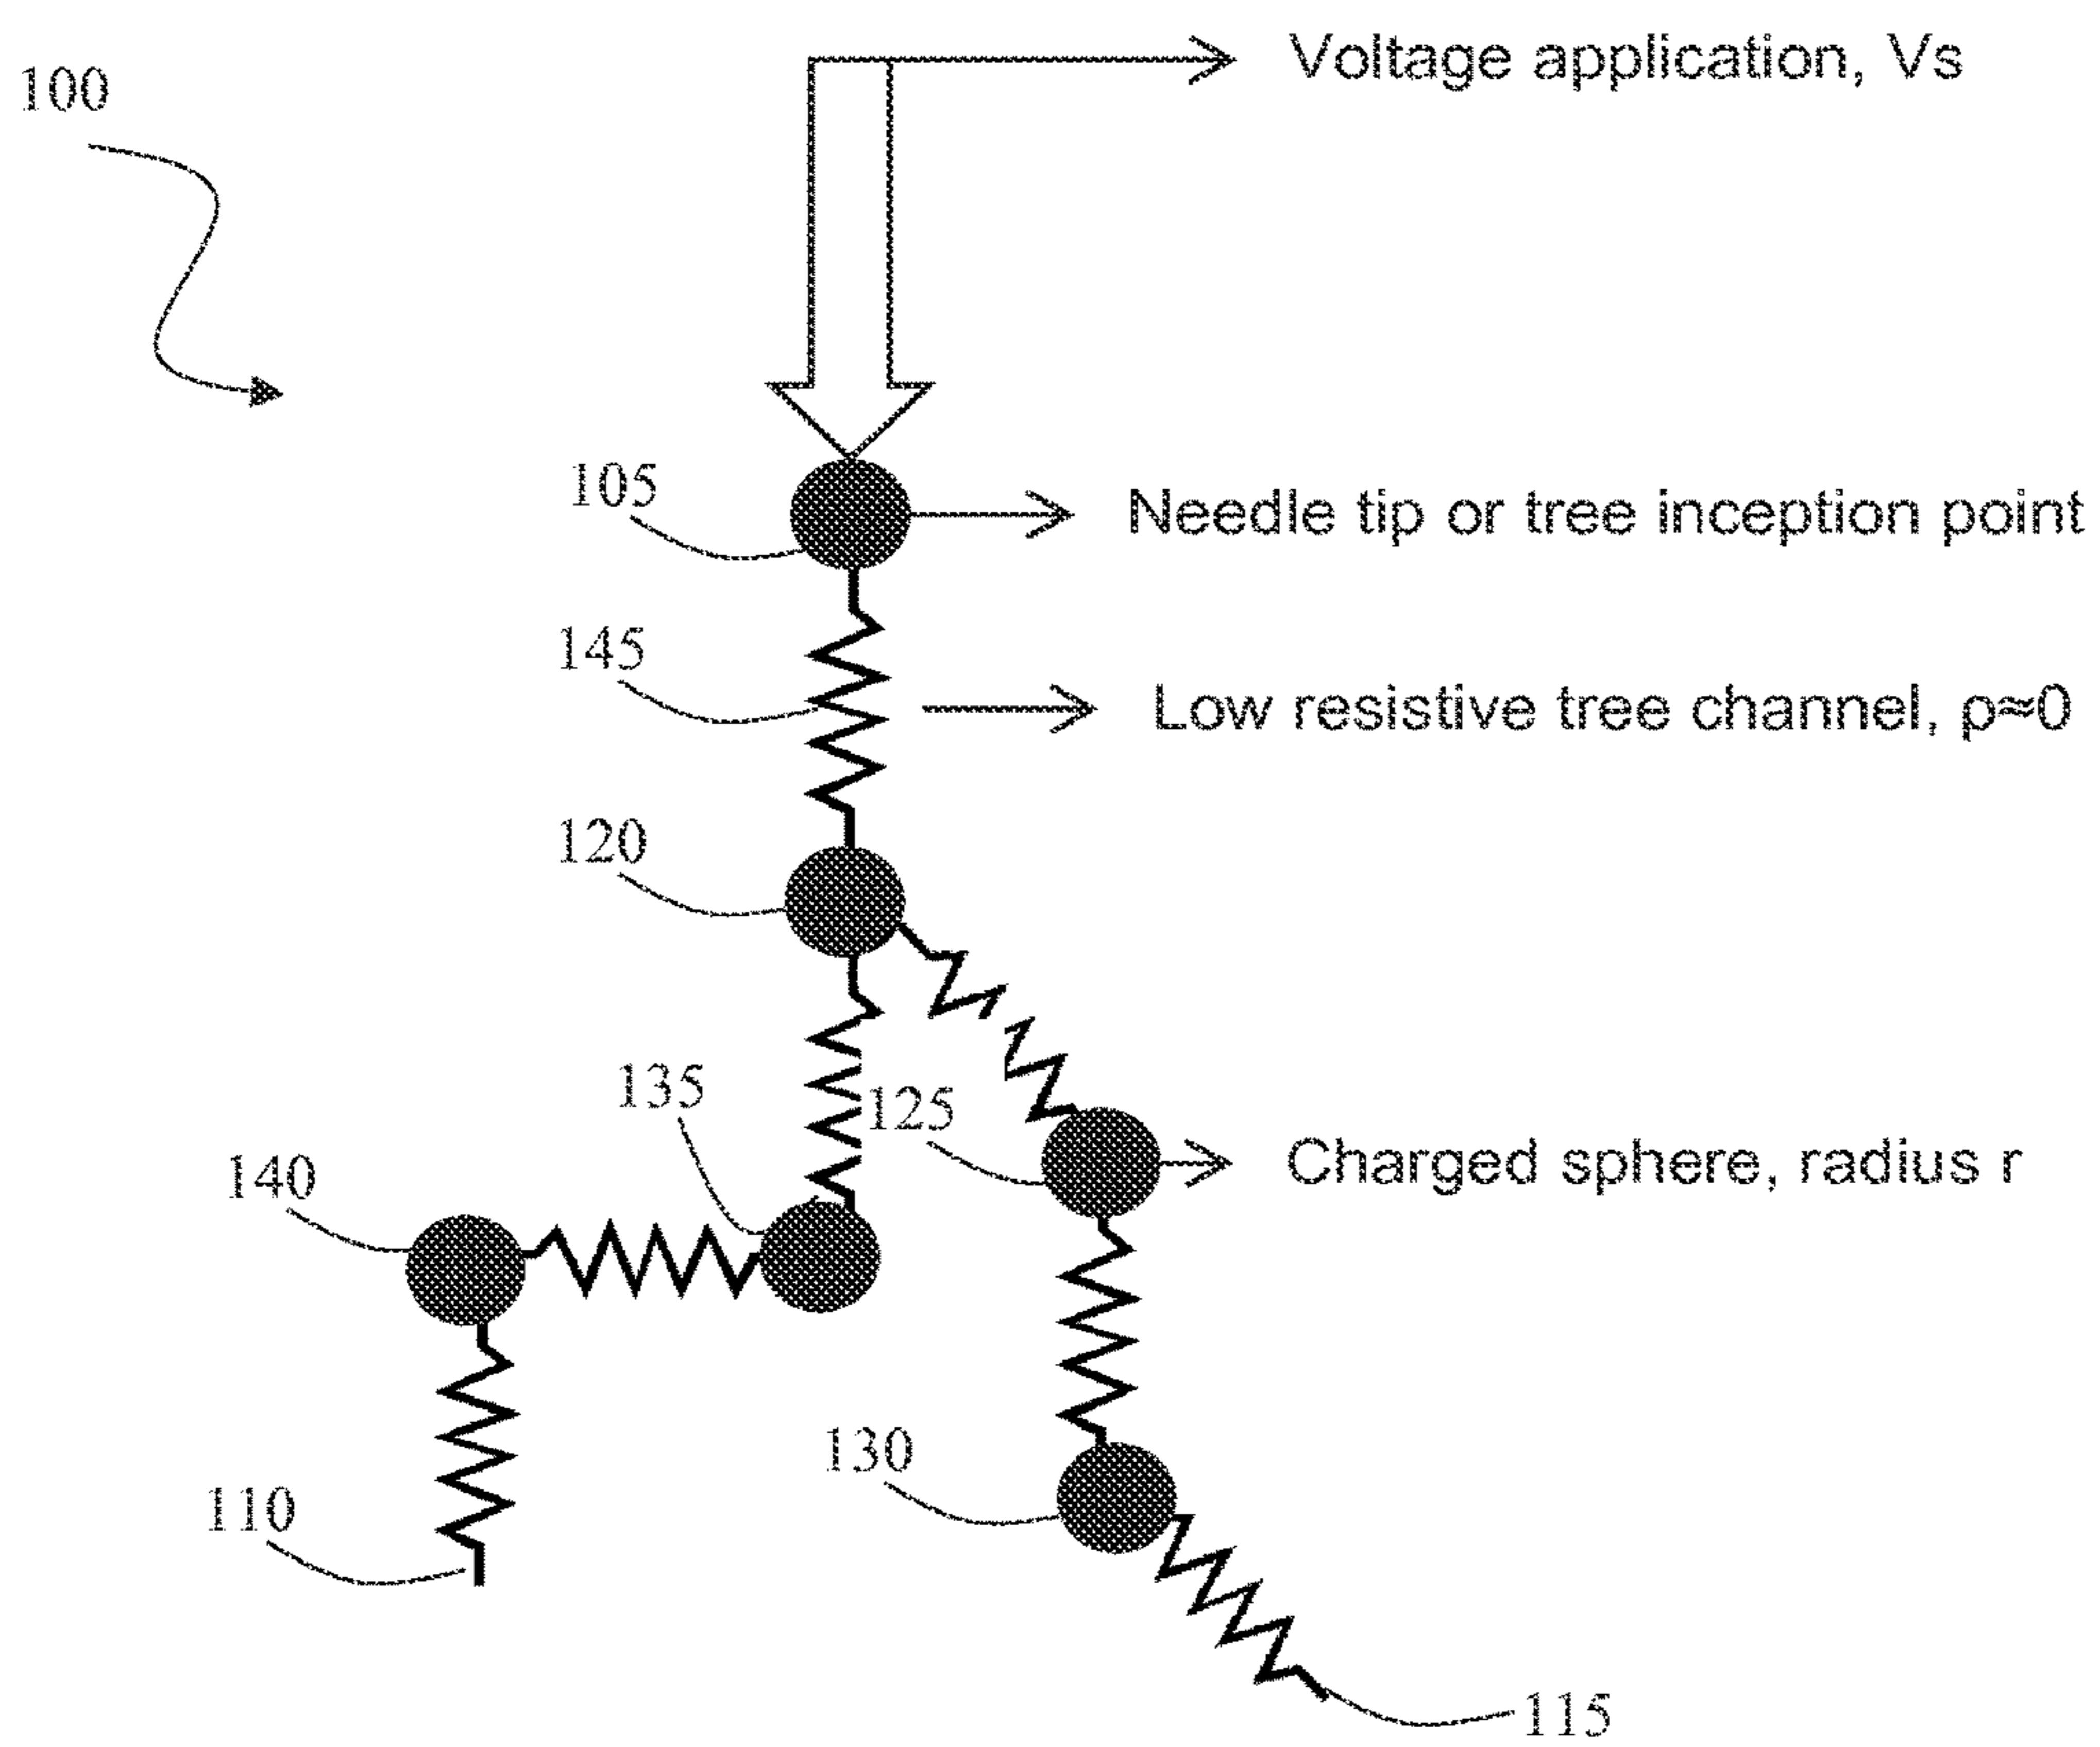 Voltage application, Vs
100
105
Needle tip or tree inception point
145
Low resistive tree channel, ρ≈0
120
135
125
140
Charged sphere, radius r
130
110
115